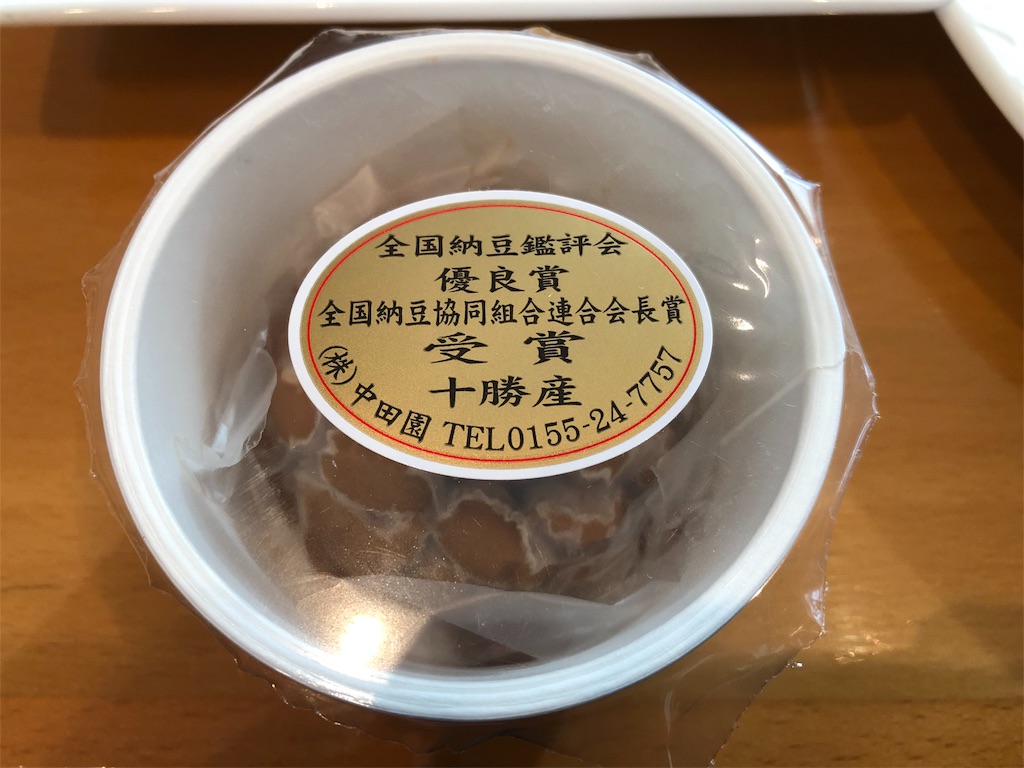 全国納豆鑑評会
優良賞
全国納豆協同組合連合会長賞
受賞
十勝産
(株)中田園 TEL0155-24-7757